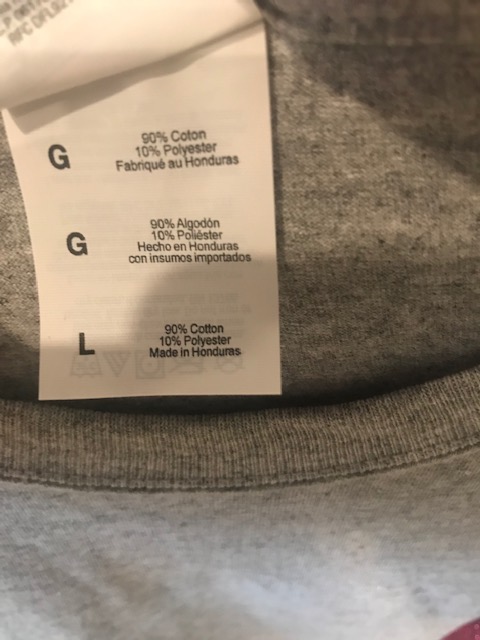 G
90% Coton
10% Polyester
Fabriqué au Honduras
G
90% Algodón
10% Poliéster
Hecho en Honduras
con insumos importados
L
90% Cotton
10% Polyester
Made in Honduras